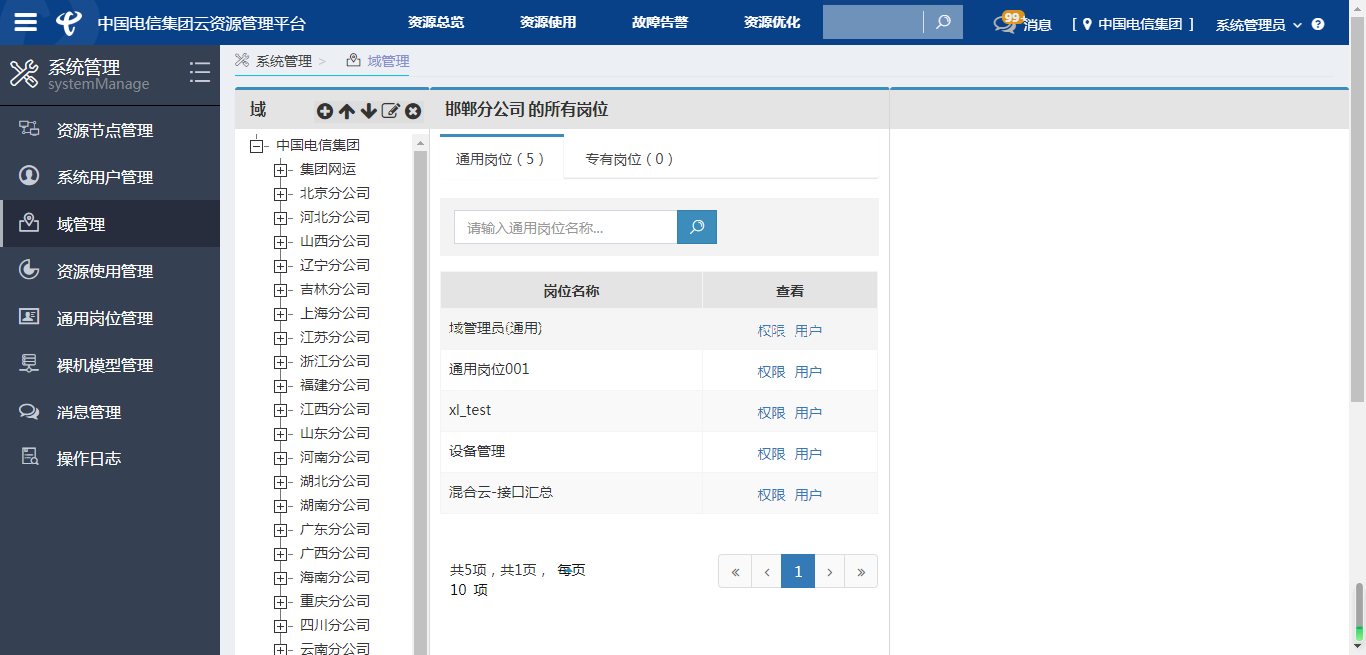 中国电信集团云资源管理平台
资源总览 资源使用 故障告警 资源优化
99
消息 [ 中国电信集团 ] 系统管理员
系统管理
systemManage
资源节点管理
系统用户管理
域管理
资源使用管理
通用岗位管理
裸机模型管理
消息管理
操作日志
系统管理 > 域管理
域
中国电信集团
集团网运
北京分公司
河北分公司
山西分公司
辽宁分公司
吉林分公司
上海分公司
江苏分公司
浙江分公司
福建分公司
江西分公司
山东分公司
河南分公司
湖北分公司
湖南分公司
广东分公司
广西分公司
海南分公司
重庆分公司
四川分公司
云南分公司
邯郸分公司 的所有岗位
通用岗位（5） 专有岗位（0）
请输入通用岗位名称...
岗位名称 查看
域管理员(通用) 权限 用户
通用岗位001 权限 用户
xl_test 权限 用户
设备管理 权限 用户
混合云-接口汇总 权限 用户
共5项，共1页， 每页
10 项
« ‹ 1 › »